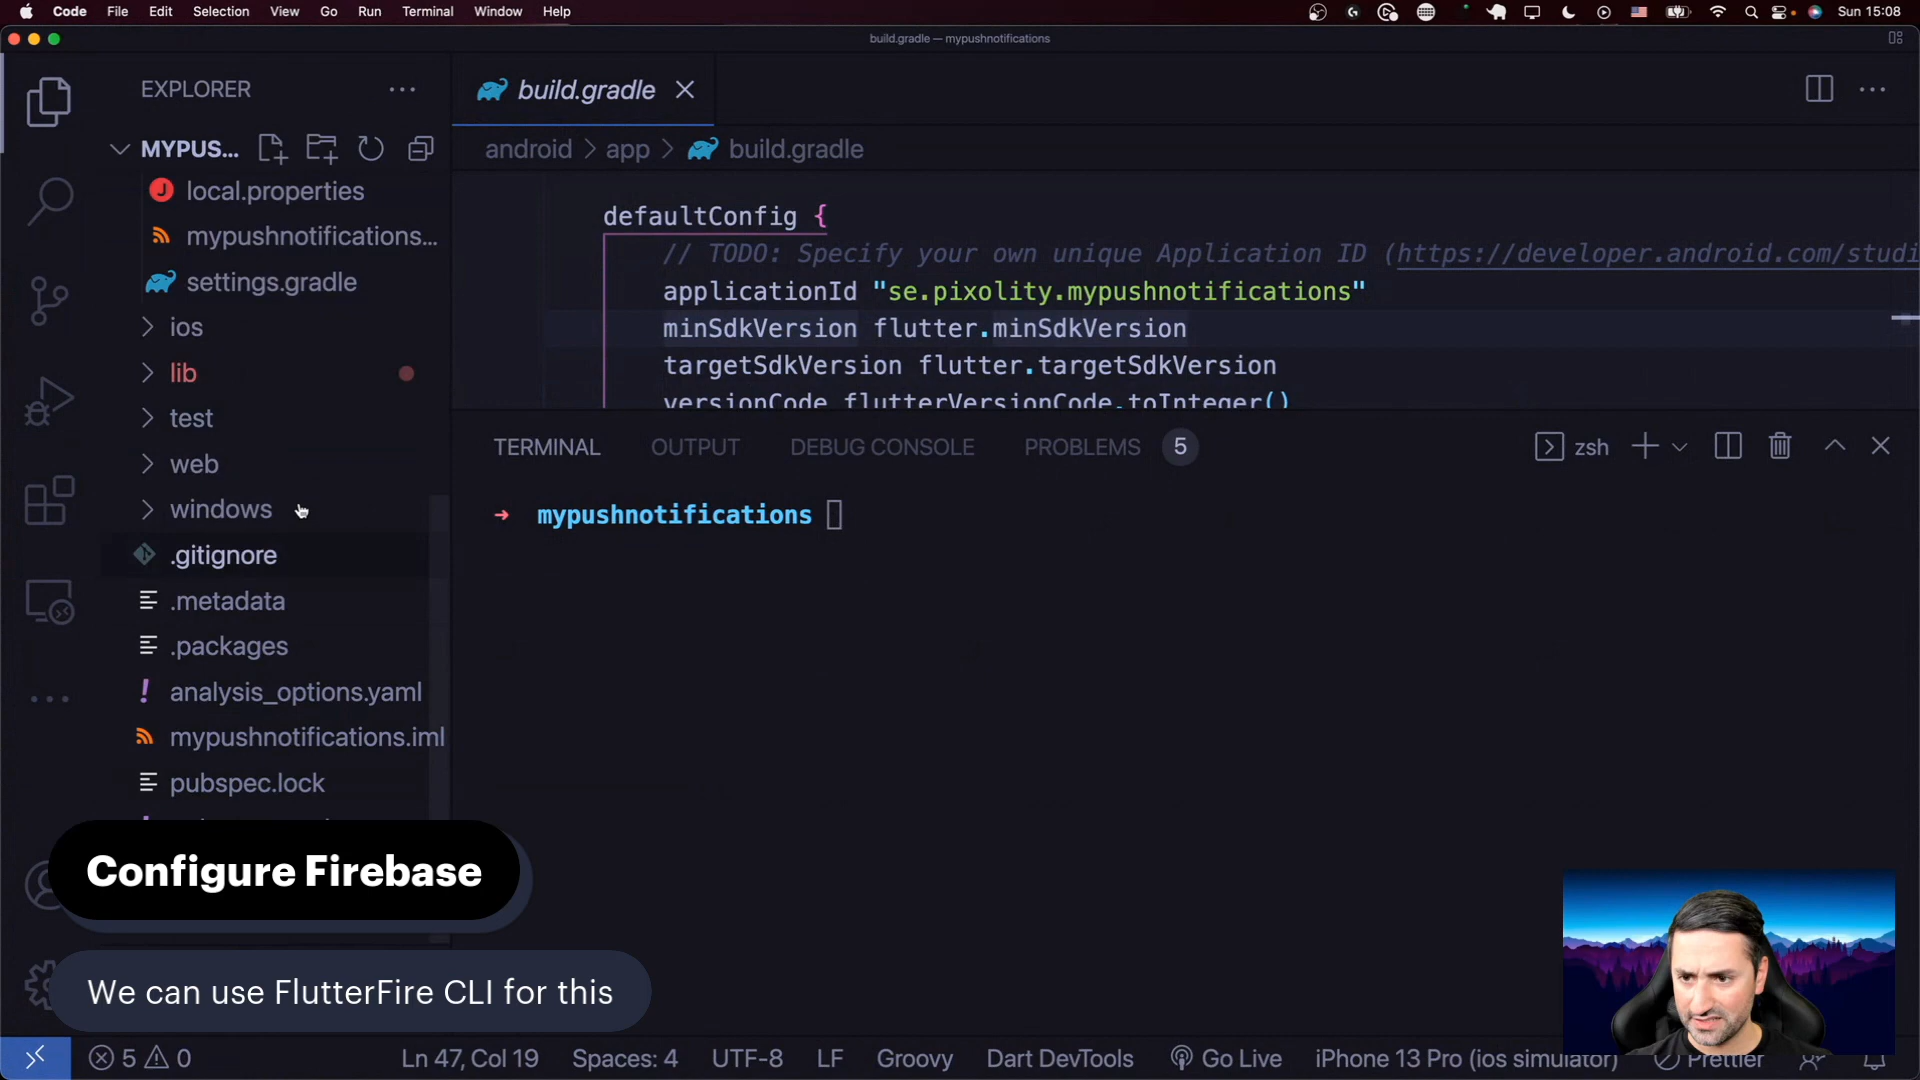 Code File Edit Selection View Go Run Terminal Window Help
Sun 15:08
build.gradle — mypushnotifications
EXPLORER
MYPUS...
local.properties
mypushnotifications...
settings.gradle
ios
lib
test
web
windows
.gitignore
.metadata
.packages
analysis_options.yaml
mypushnotifications.iml
pubspec.lock
build.gradle
android > app > build.gradle
defaultConfig {
// TODO: Specify your own unique Application ID (https://developer.android.com/studi
applicationId "se.pixolity.mypushnotifications"
minSdkVersion flutter.minSdkVersion
targetSdkVersion flutter.targetSdkVersion
versionCode flutterVersionCode.toInteger()
TERMINAL OUTPUT DEBUG CONSOLE PROBLEMS 5
zsh
→ mypushnotifications
Configure Firebase
We can use FlutterFire CLI for this
5 0 Ln 47, Col 19 Spaces: 4 UTF-8 LF Groovy Dart DevTools Go Live iPhone 13 Pro (ios simulator) Prettier